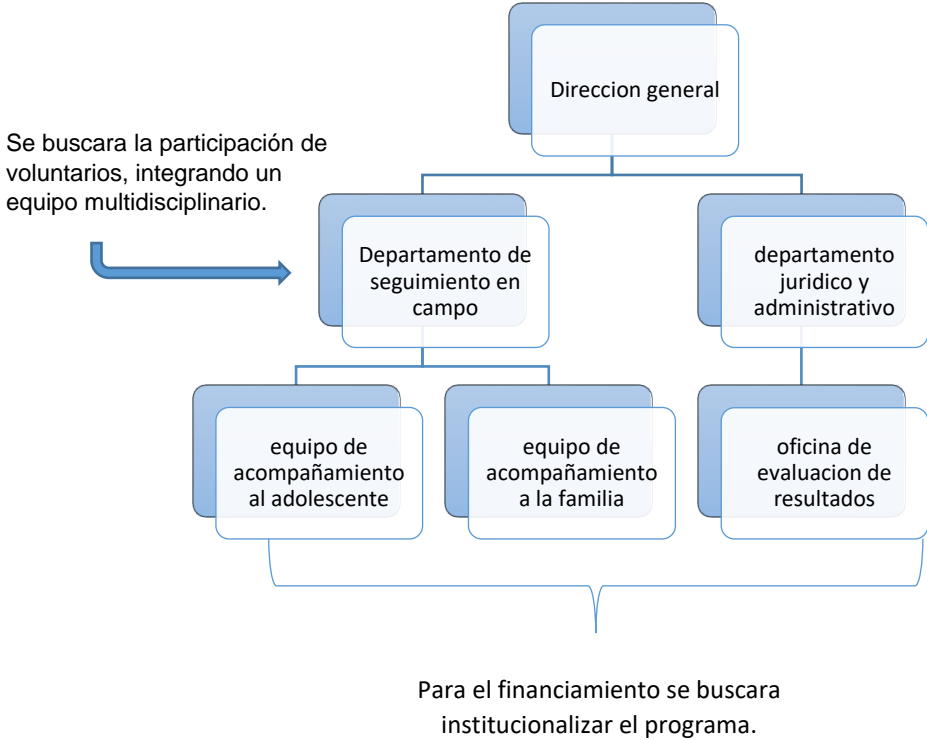 Direccion general
Se buscara la participación de
voluntarios, integrando un
equipo multidisciplinario.
Departamento de
seguimiento en
campo
departamento
juridico y
administrativo
equipo de
acompañamiento
al adolescente
equipo de
acompañamiento
a la familia
oficina de
evaluacion de
resultados
Para el financiamiento se buscara
institucionalizar el programa.